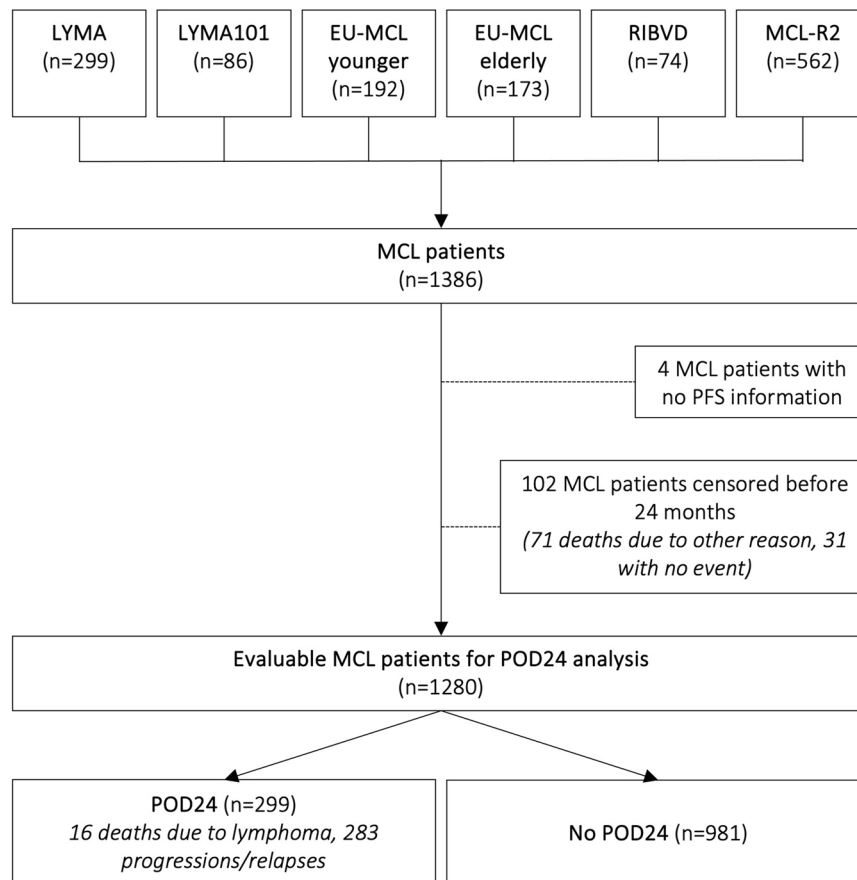 LYMA
(n=299)
LYMA101
(n=86)
EU-MCL
younger
(n=192)
EU-MCL
elderly
(n=173)
RIBVD
(n=74)
MCL-R2
(n=562)
MCL patients
(n=1386)
4 MCL patients with
no PFS information
102 MCL patients censored before
24 months
(71 deaths due to other reason, 31
with no event)
Evaluable MCL patients for POD24 analysis
(n=1280)
POD24 (n=299)
16 deaths due to lymphoma, 283
progressions/relapses
No POD24 (n=981)